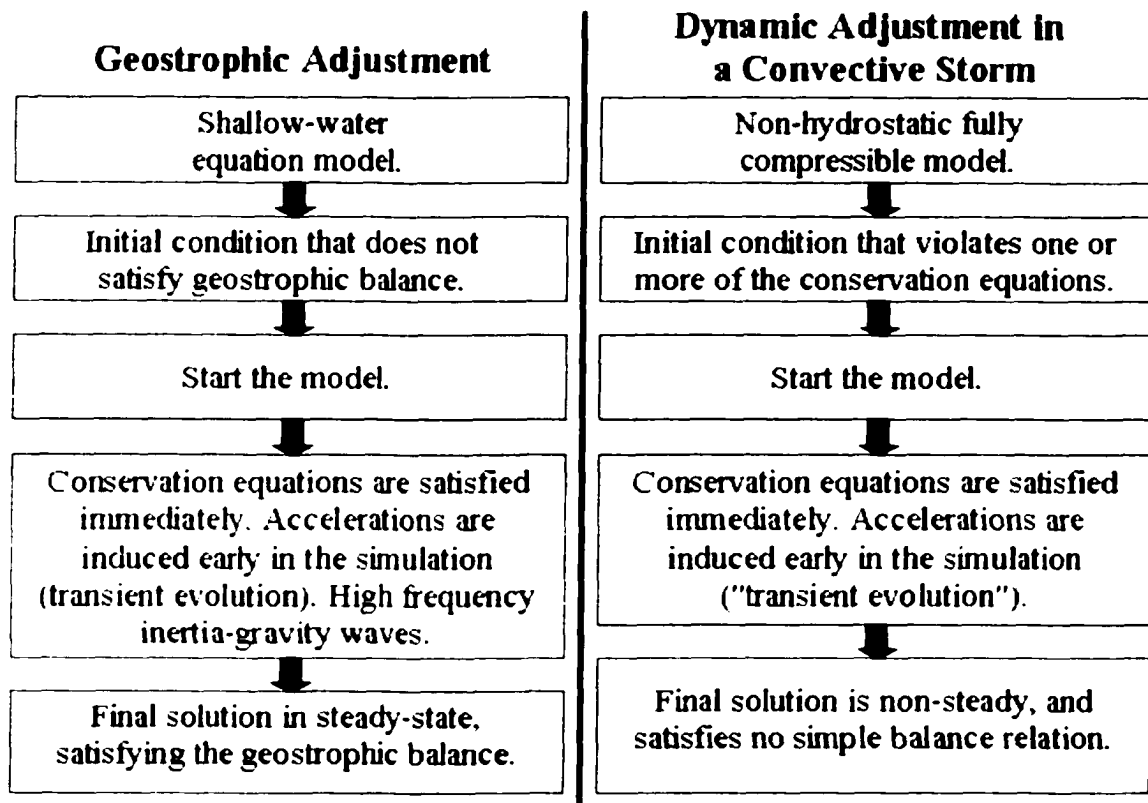 Geostrophic Adjustment
Shallow-water
equation model.
Initial condition that does not
satisfy geostrophic balance.
Start the model.
Conservation equations are satisfied
immediately. Accelerations are
induced early in the simulation
(transient evolution). High frequency
inertia-gravity waves.
Final solution in steady-state,
satisfying the geostrophic balance.
Dynamic Adjustment in
a Convective Storm
Non-hydrostatic fully
compressible model.
Initial condition that violates one or
more of the conservation equations.
Start the model.
Conservation equations are satisfied
immediately. Accelerations are
induced early in the simulation
("transient evolution").
Final solution is non-steady, and
satisfies no simple balance relation.